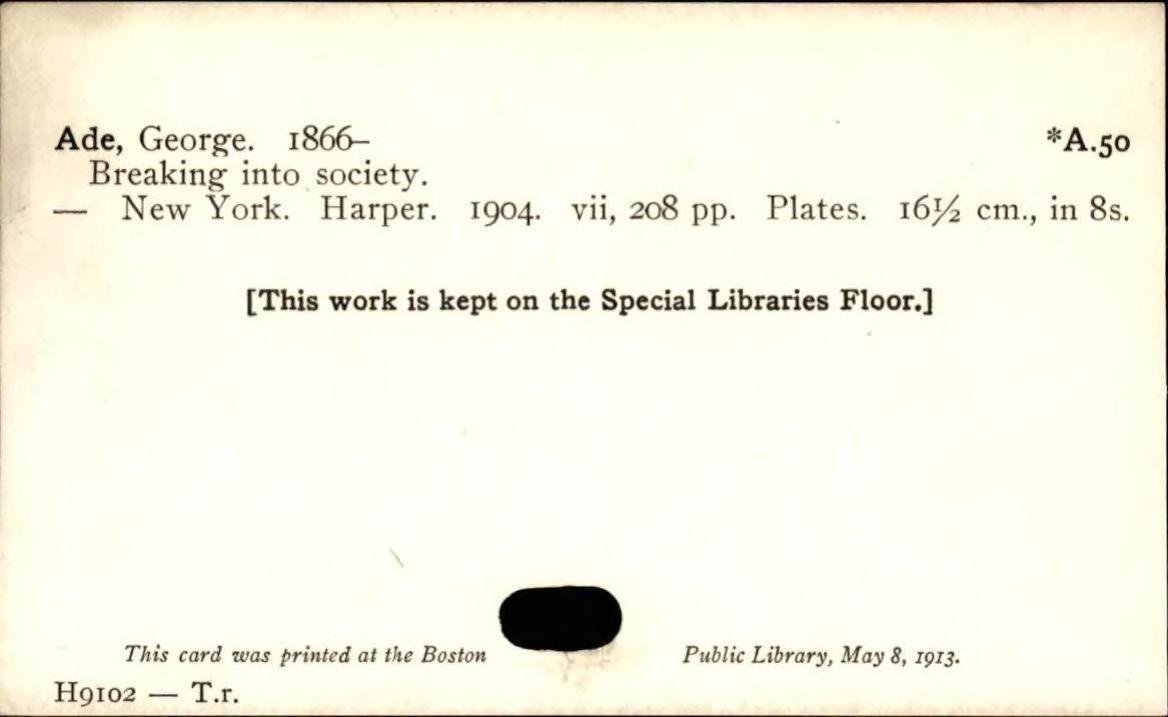 Ade, George. 1866– *A.50
Breaking into society.
— New York. Harper. 1904. vii, 208 pp. Plates. 16½ cm., in 8s.
[This work is kept on the Special Libraries Floor.]
This card was printed at the Boston Public Library, May 8, 1913.
H9102 — T.r.